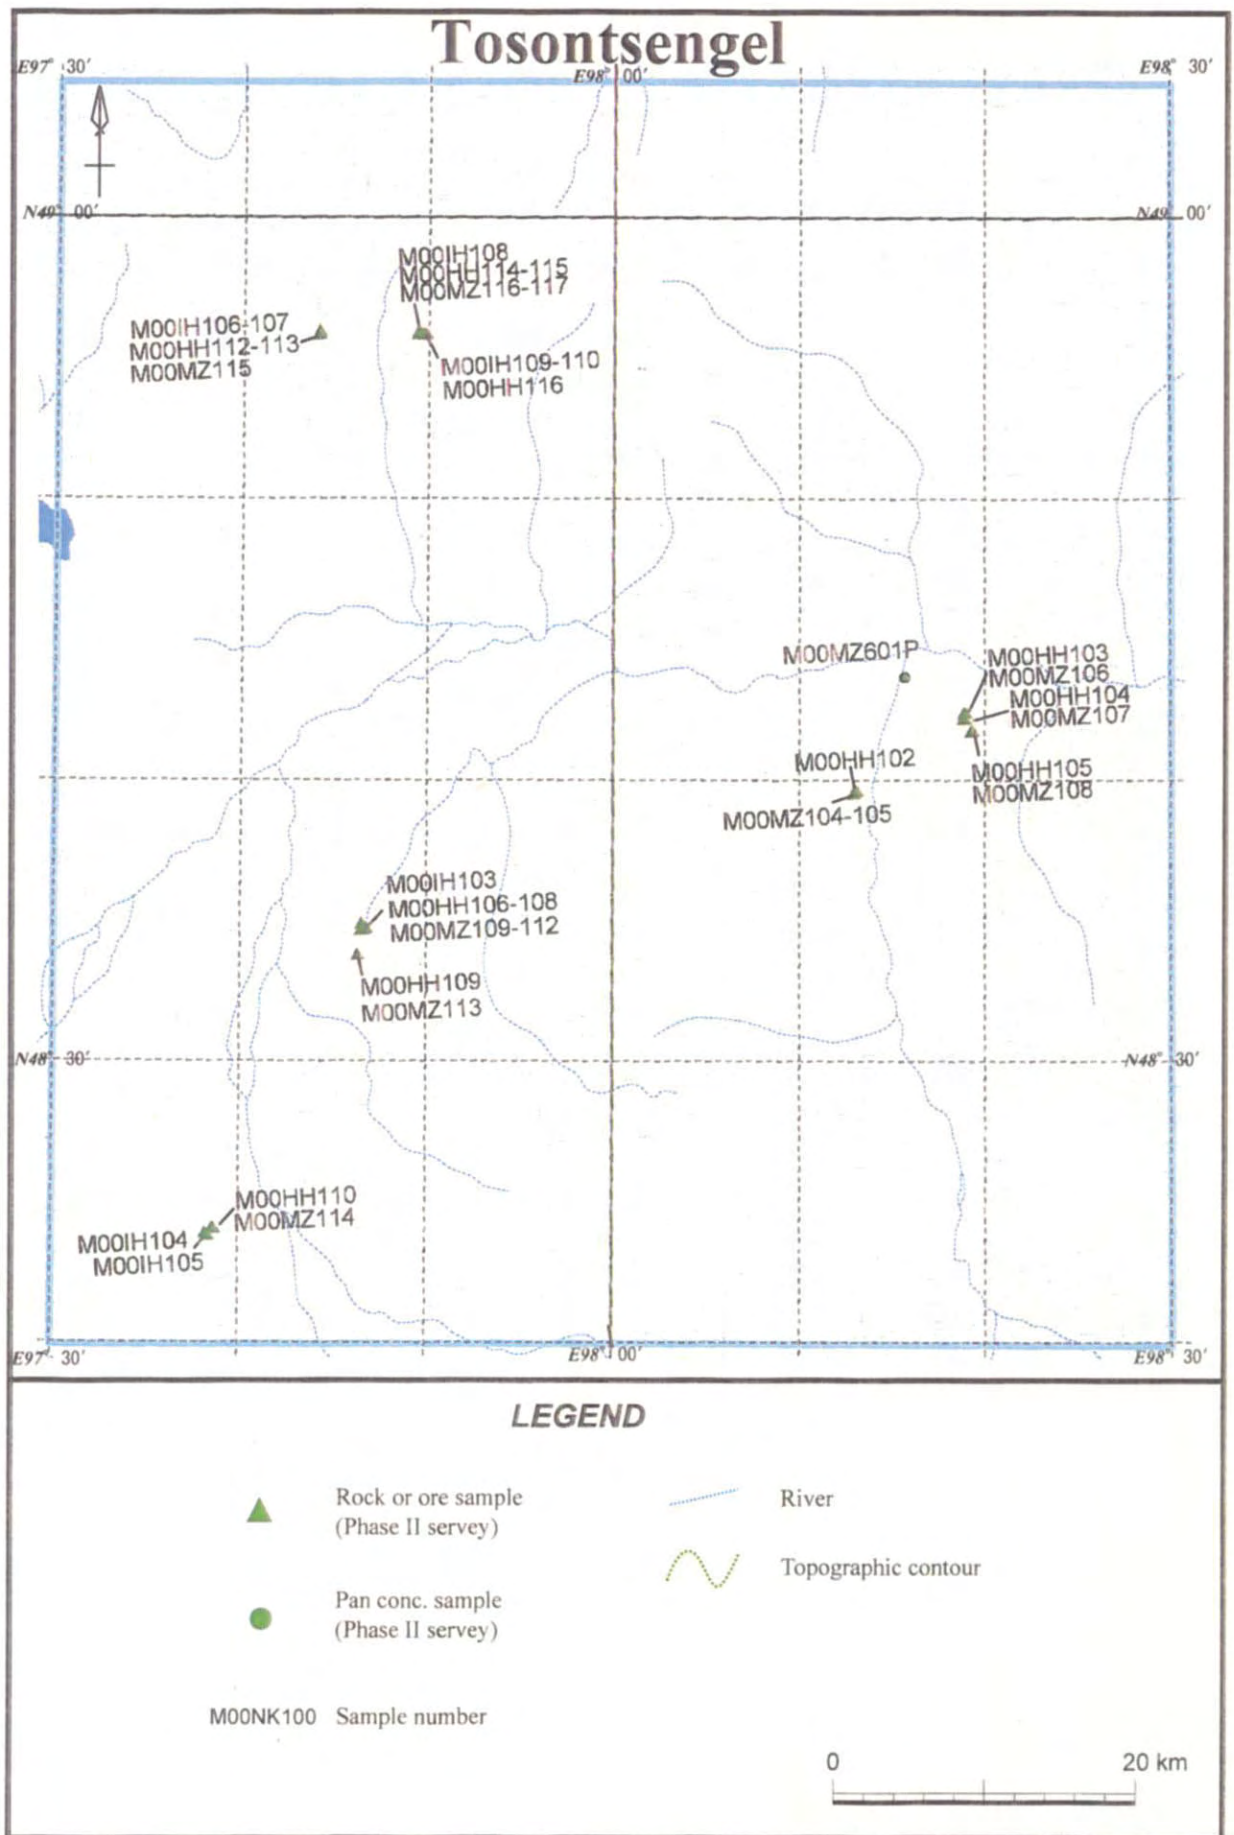 Tosontsengel
E97° 30′
E98° 00′
E98° 30′
N49° 00′
N49° 00′
M00IH108
M00HH114-115
M00MZ116-117
M00IH106-107
M00HH112-113
M00MZ115
M00IH109-110
M00HH116
M00MZ601P
M00HH103
M00MZ106
M00HH104
M00MZ107
M00HH102
M00HH105
M00MZ108
M00MZ104-105
M00IH103
M00HH106-108
M00MZ109-112
M00HH109
M00MZ113
N48° 30′
N48° 30′
M00HH110
M00MZ114
M00IH104
M00IH105
E97° 30′
E98° 00′
E98° 30′
LEGEND
Rock or ore sample
(Phase II servey)
River
Topographic contour
Pan conc. sample
(Phase II servey)
M00NK100 Sample number
0 20 km